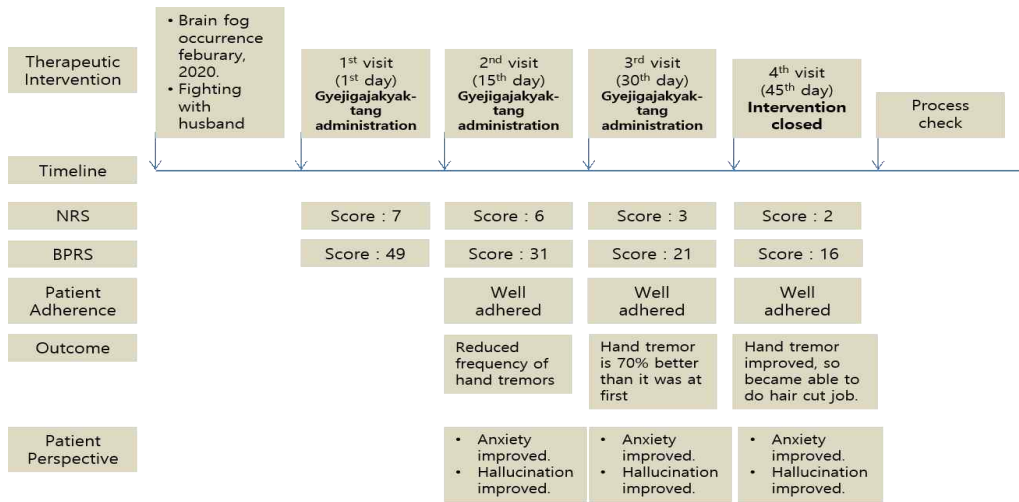 Therapeutic
Intervention
• Brain fog
occurrence
feburary,
2020.
• Fighting
with
husband
1st visit
(1st day)
Gyejigajakyak-
tang
administration
2nd visit
(15th day)
Gyejigajakyak-
tang
administration
3rd visit
(30th day)
Gyejigajakyak-
tang
administration
4th visit
(45th day)
Intervention
closed
Process
check
Timeline
NRS
Score : 7
Score : 6
Score : 3
Score : 2
BPRS
Score : 49
Score : 31
Score : 21
Score : 16
Patient
Adherence
Well
adhered
Well
adhered
Well
adhered
Outcome
Reduced
frequency of
hand tremors
Hand tremor
is 70% better
than it was at
first
Hand tremor
improved, so
became able to
do hair cut job.
Patient
Perspective
• Anxiety
improved.
• Hallucination
improved.
• Anxiety
improved.
• Hallucination
improved.
• Anxiety
improved.
• Hallucination
improved.